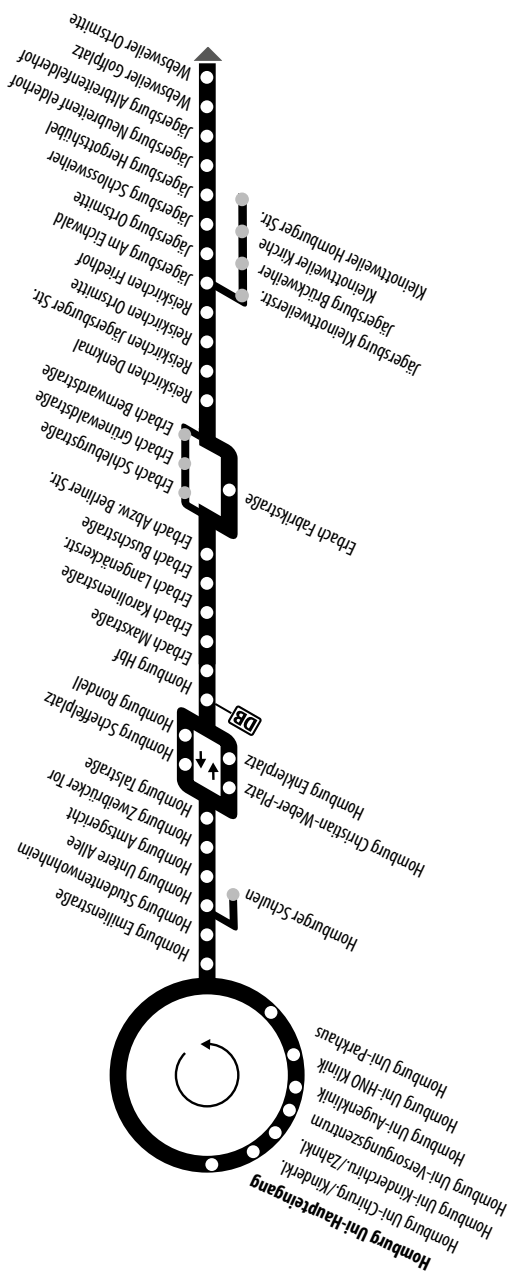 Homburg Uni-Haupteingang
Homburg Uni-Chirurg./Kinderkl.
Homburg Uni-Kinderchiru./Zahnkl.
Homburg Uni-Versorgungszentrum
Homburg Uni-Augenklinik
Homburg Uni-HNO Klinik
Homburg Uni-Parkhaus
Homburg Emilienstraße
Homburg Studentenwohnheim
Homburger Schulen
Homburg Untere Allee
Homburg Amtsgericht
Homburg Zweibrücker Tor
Homburg Talstraße
Homburg Christian-Weber-Platz
Homburg Enklerplatz
Homburg Scheffelplatz
Homburg Rondell
DB
Homburg Hbf
Erbach Maxstraße
Erbach Karolinenstraße
Erbach Langenäckerstr.
Erbach Buschstraße
Erbach Abzw. Berliner Str.
Erbach Fabrikstraße
Erbach Schleburgstraße
Erbach Grünewaldstraße
Erbach Bernwardstraße
Reiskirchen Denkmal
Reiskirchen Jägersburger Str.
Reiskirchen Ortsmitte
Reiskirchen Friedhof
Jägersburg Am Eichwald
Jägersburg Kleinottweilerstr.
Jägersburg Brückweiher
Kleinottweiler Kirche
Kleinottweiler Homburger Str.
Jägersburg Ortsmitte
Jägersburg Schlossweiher
Jägersburg Hergottshübel
Jägersburg Neubreitenfelderhof
Jägersburg Altbreitenfelderhof
Websweiler Golfplatz
Websweiler Ortsmitte